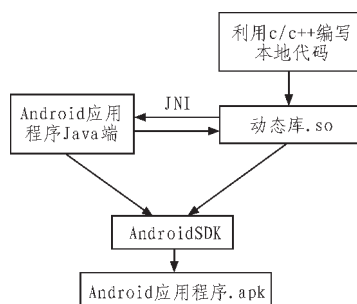 利用c/c++编写
本地代码
JNI
Android应用
程序Java端
动态库.so
AndroidSDK
Android应用程序.apk